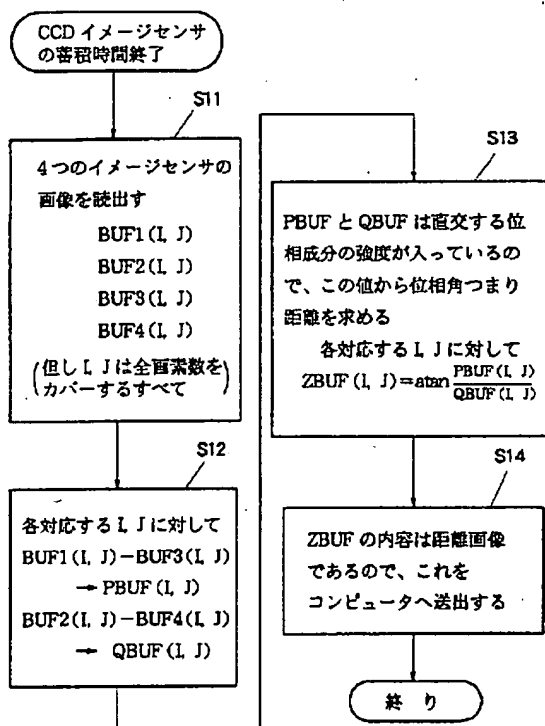 CCDイメージセンサ
の蓄積時間終了
S11
4つのイメージセンサの
画像を読出す
BUF1(I, J)
BUF2(I, J)
BUF3(I, J)
BUF4(I, J)
(但しI, Jは全画素数を
カバーするすべて)
S12
各対応するI, Jに対して
BUF1(I, J)-BUF3(I, J)
→ PBUF(I, J)
BUF2(I, J)-BUF4(I, J)
→ QBUF(I, J)
S13
PBUFとQBUFは直交する位
相成分の強度が入っているの
で、この値から位相角つまり
距離を求める
各対応するI, Jに対して
ZBUF(I, J)=atan PBUF(I, J)/QBUF(I, J)
S14
ZBUFの内容は距離画像
であるので、これを
コンピュータへ送出する
終り